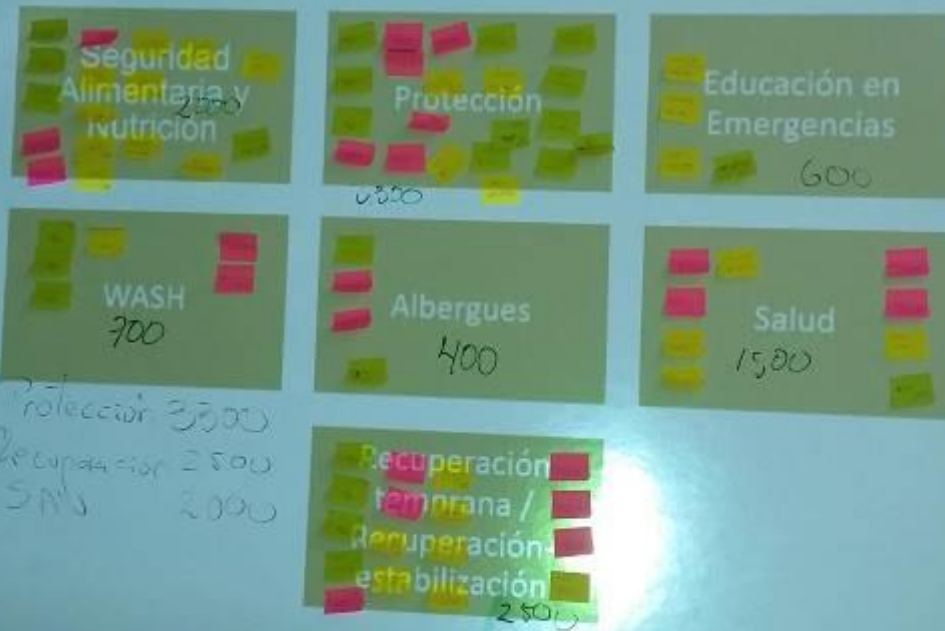 Seguridad
Alimentaria y
Nutrición
2000
Protección
Educación en
Emergencias
600
WASH
700
Albergues
400
Salud
1500
Protección 3300
Recuperación 2500
SAN 2000
Recuperación
temprana /
Recuperación-
estabilización
2500